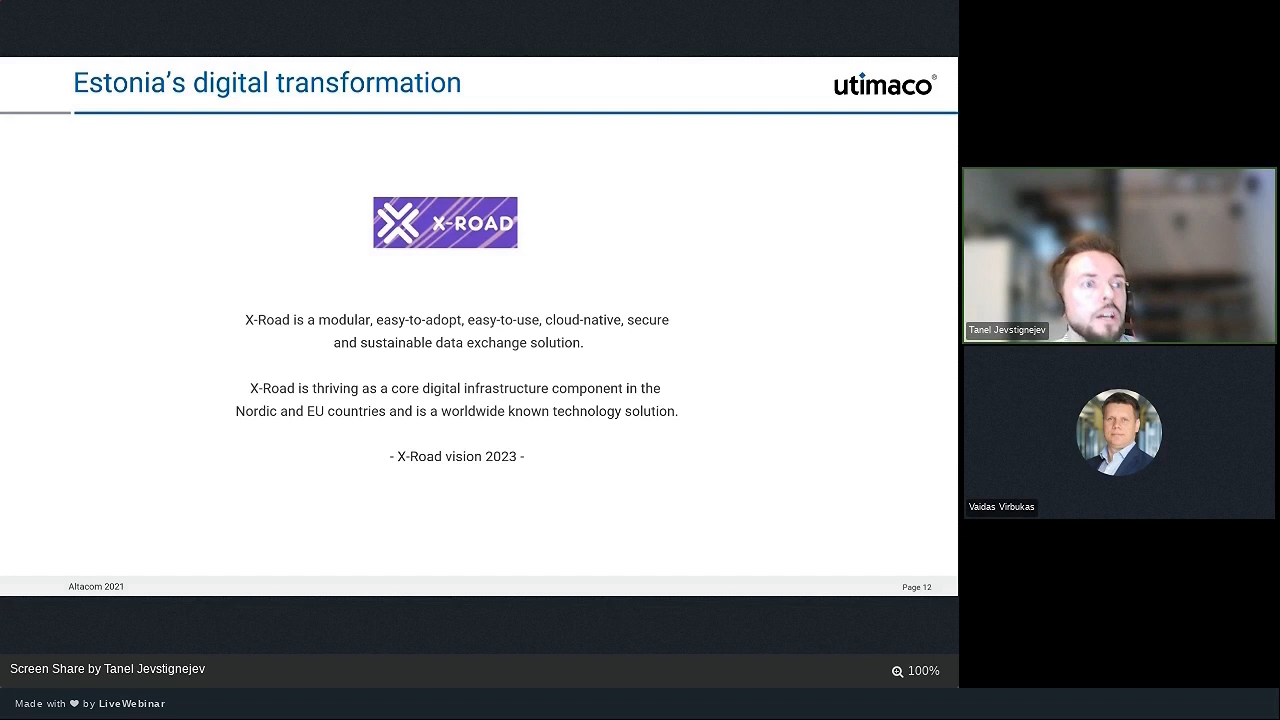 Estonia's digital transformation
utimaco®
X-ROAD
X-Road is a modular, easy-to-adopt, easy-to-use, cloud-native, secure
and sustainable data exchange solution.
X-Road is thriving as a core digital infrastructure component in the
Nordic and EU countries and is a worldwide known technology solution.
- X-Road vision 2023 -
Altacom 2021
Page 12
Tanel Jevstignejev
Vaidas Virbukas
Screen Share by Tanel Jevstignejev
100%
Made with ❤ by LiveWebinar